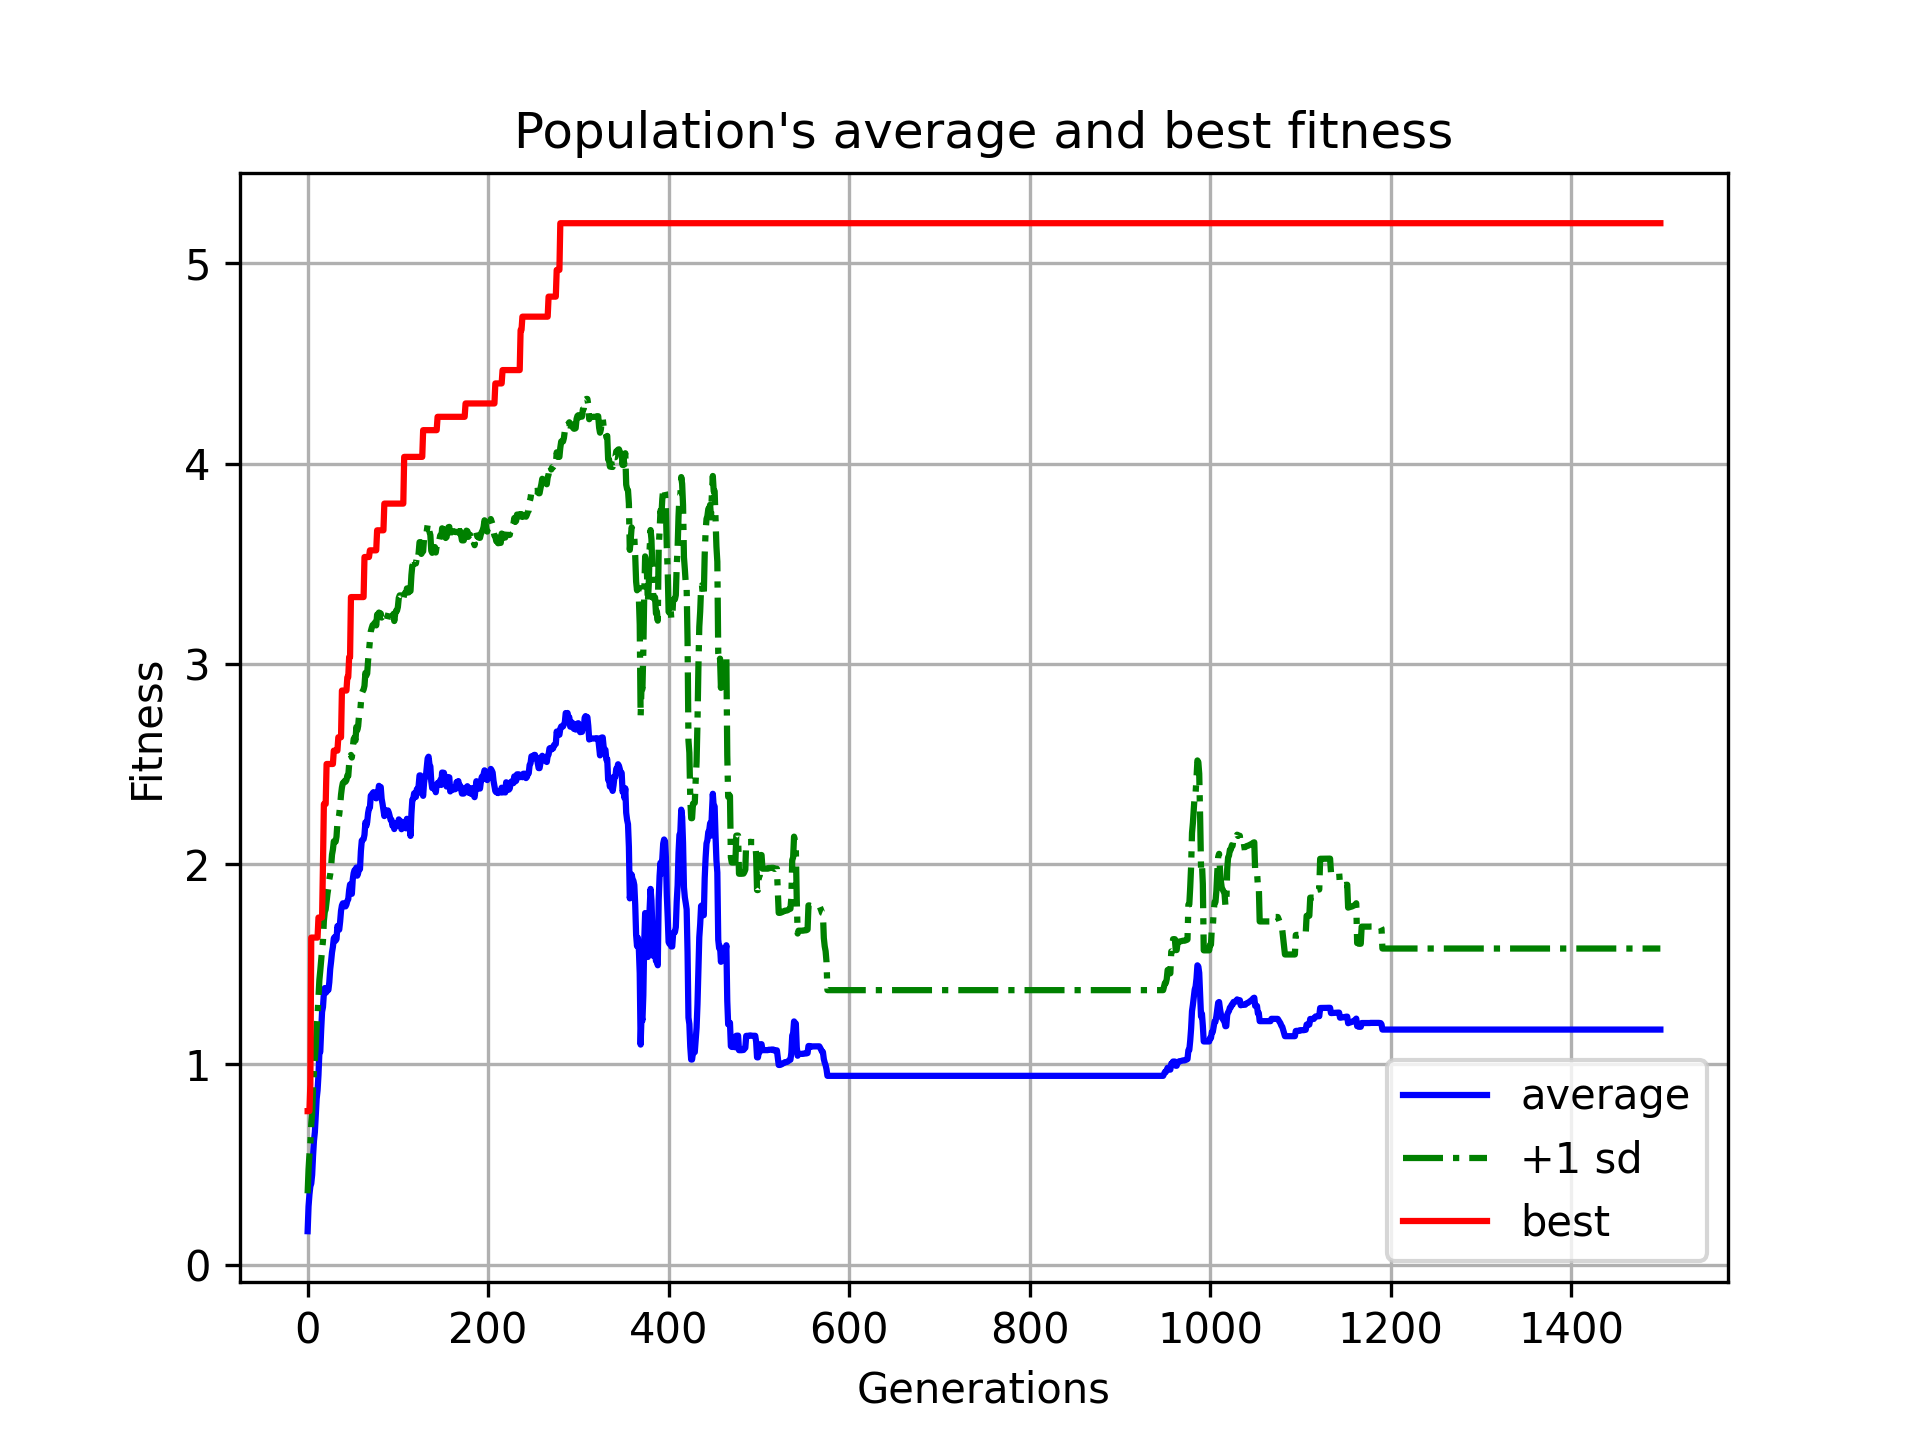 Population's average and best fitness
Fitness
5
4
3
2
1
0
0 200 400 600 800 1000 1200 1400
Generations
average
+1 sd
best